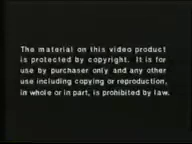 The material on this video product
is protected by copyright. It is for
use by purchaser only and any other
use including copying or reproduction,
in whole or in part, is prohibited by law.